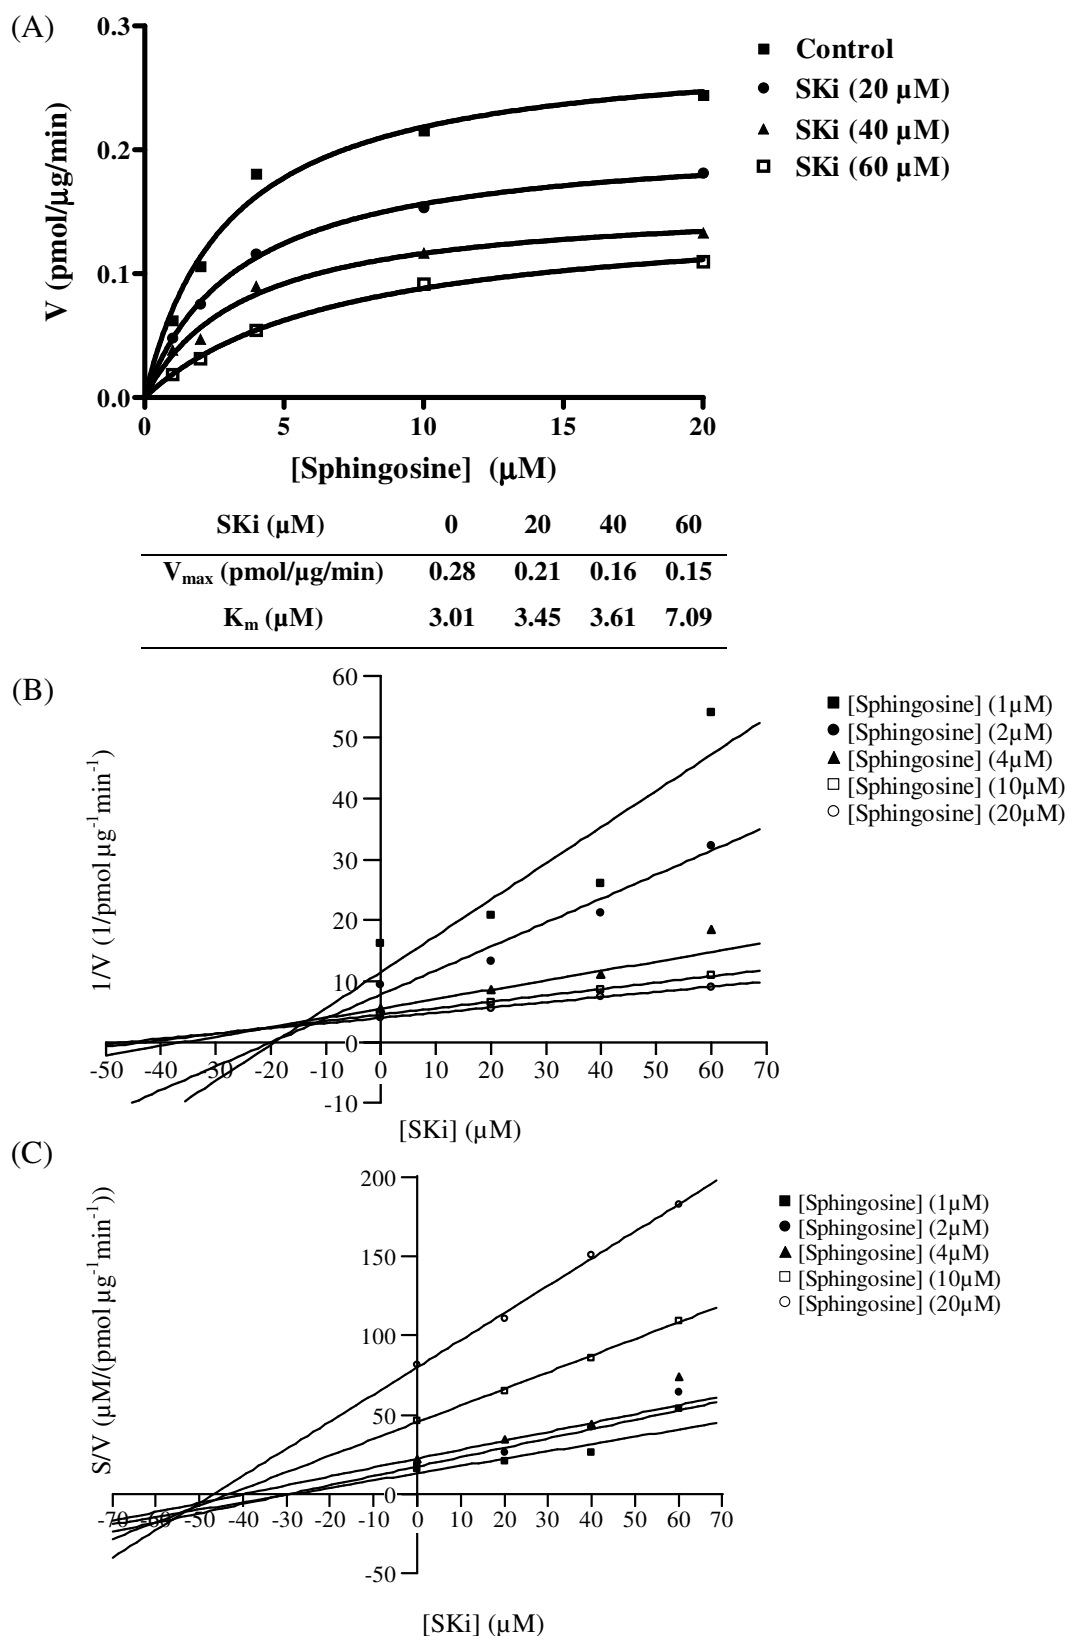 (A)
0.3
0.2
0.1
0.0
V (pmol/µg/min)
0 5 10 15 20
[Sphingosine] (µM)
Control
SKi (20 µM)
SKi (40 µM)
SKi (60 µM)
SKi (µM) 0 20 40 60
Vmax (pmol/µg/min) 0.28 0.21 0.16 0.15
Km (µM) 3.01 3.45 3.61 7.09
(B)
60
50
40
30
20
10
0
-10
1/V (1/pmol µg⁻¹min⁻¹)
-50 -40 -30 -20 -10 0 10 20 30 40 50 60 70
[SKi] (µM)
[Sphingosine] (1µM)
[Sphingosine] (2µM)
[Sphingosine] (4µM)
[Sphingosine] (10µM)
[Sphingosine] (20µM)
(C)
200
150
100
50
0
-50
S/V (µM/(pmol µg⁻¹min⁻¹))
-70 -60 -50 -40 -30 -20 -10 0 10 20 30 40 50 60 70
[SKi] (µM)
[Sphingosine] (1µM)
[Sphingosine] (2µM)
[Sphingosine] (4µM)
[Sphingosine] (10µM)
[Sphingosine] (20µM)